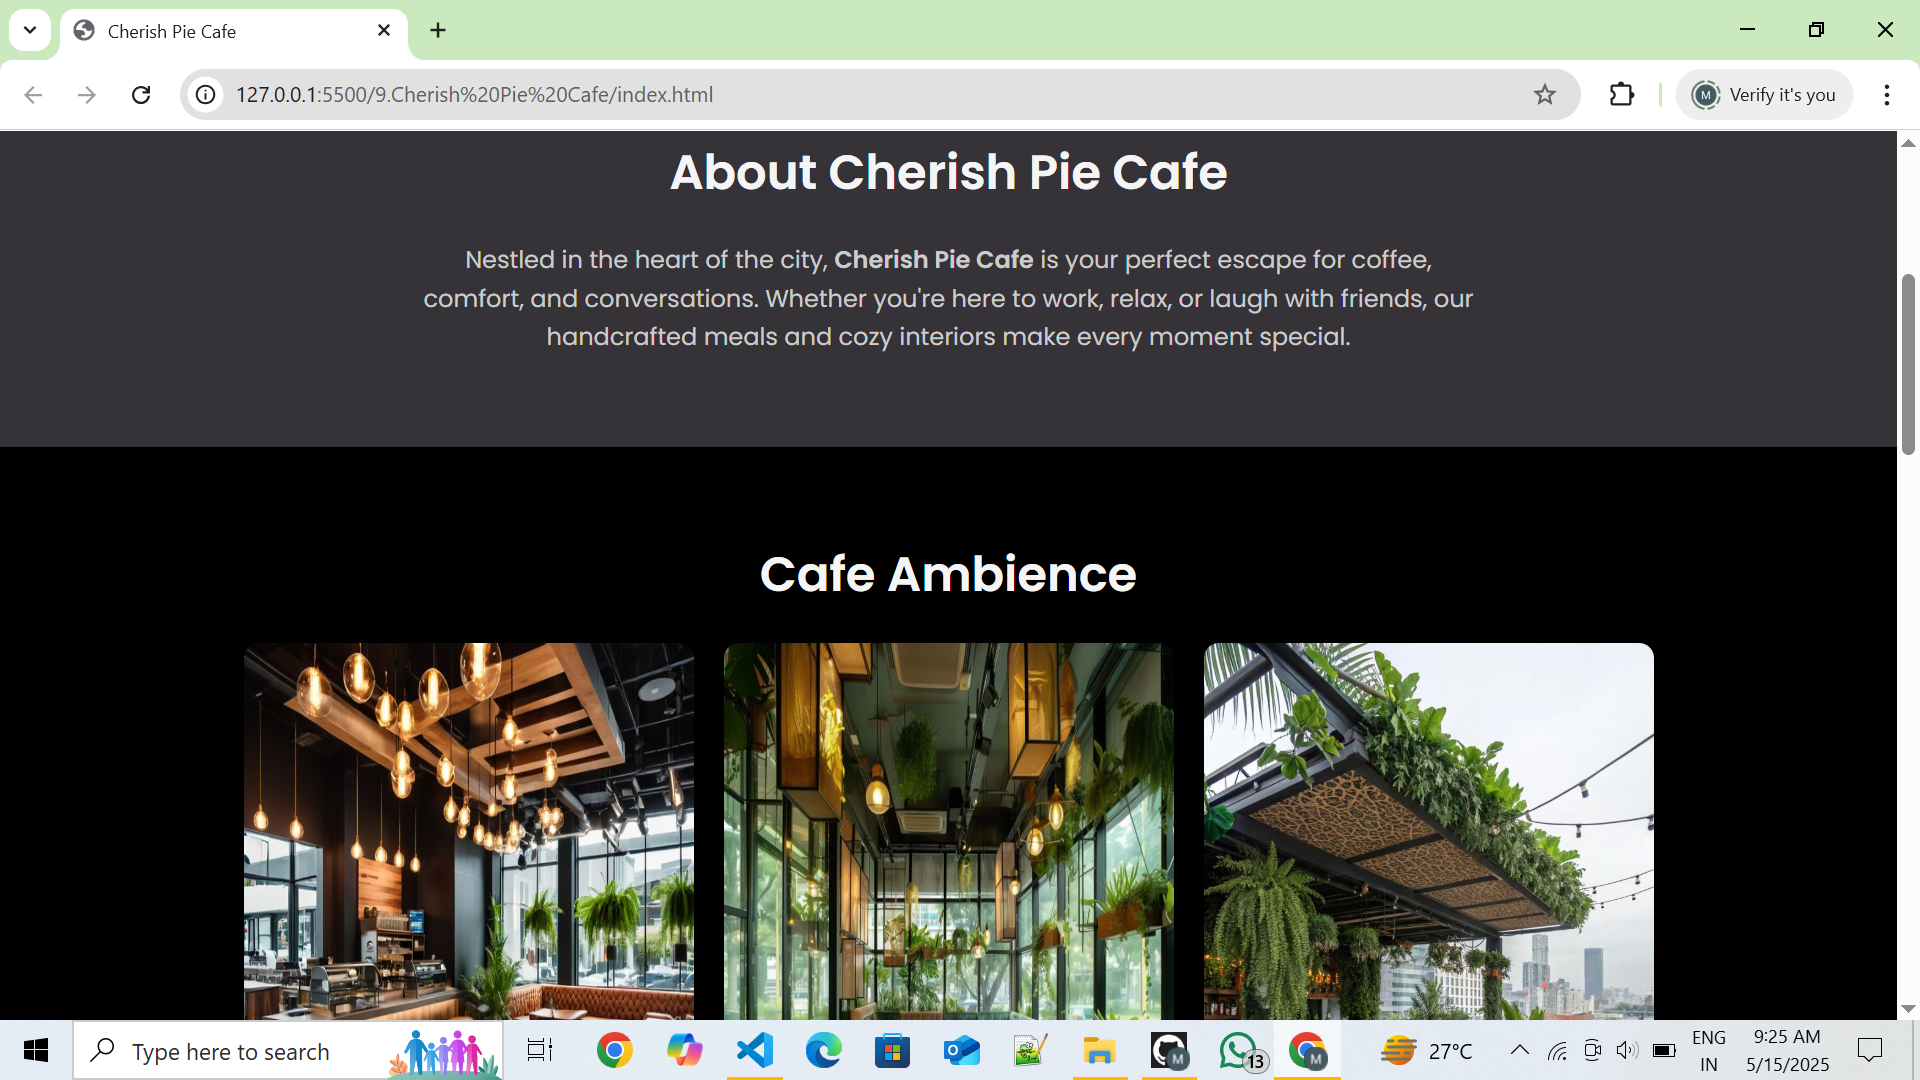 Cherish Pie Cafe
127.0.0.1:5500/9.Cherish%20Pie%20Cafe/index.html
M
Verify it's you
About Cherish Pie Cafe
Nestled in the heart of the city, Cherish Pie Cafe is your perfect escape for coffee,
comfort, and conversations. Whether you're here to work, relax, or laugh with friends, our
handcrafted meals and cozy interiors make every moment special.
Cafe Ambience
Type here to search
M
13
M
27°C
ENG
IN
9:25 AM
5/15/2025